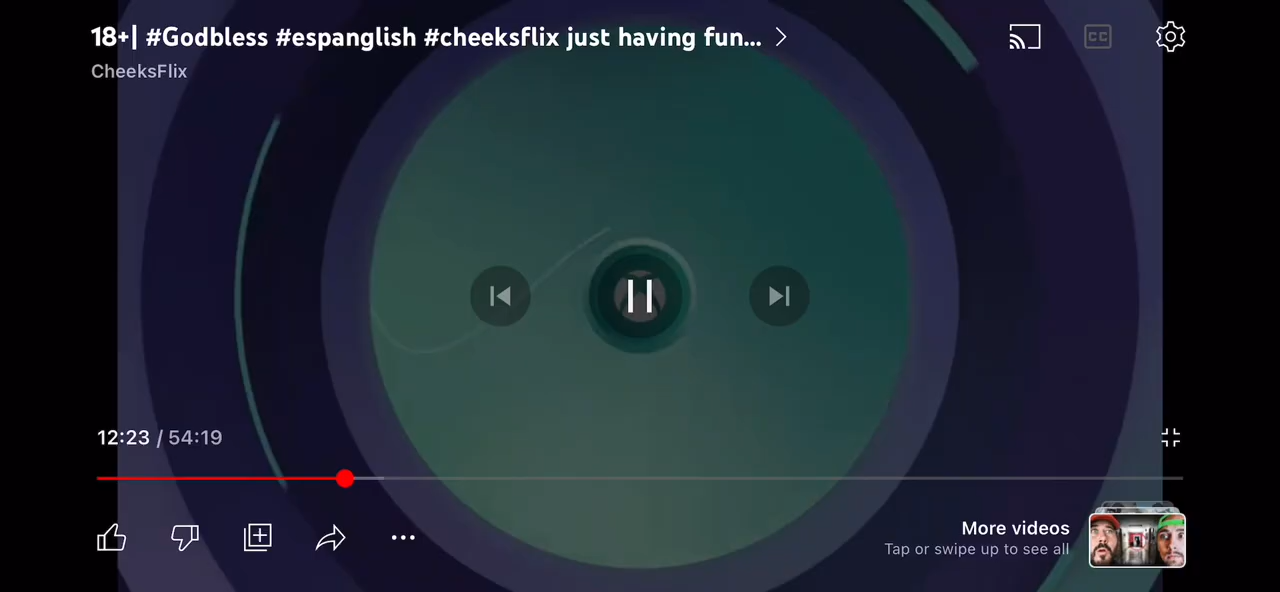 18+| #Godbless #espanglish #cheeksflix just having fun...
CheeksFlix
CC
12:23 / 54:19
More videos
Tap or swipe up to see all